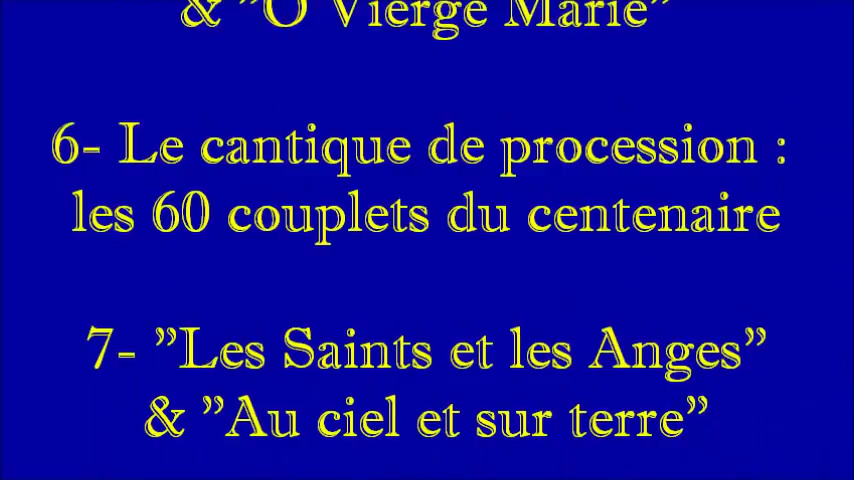 & "O Vierge Marie"
6- Le cantique de procession :
les 60 couplets du centenaire
7- "Les Saints et les Anges"
& "Au ciel et sur terre"